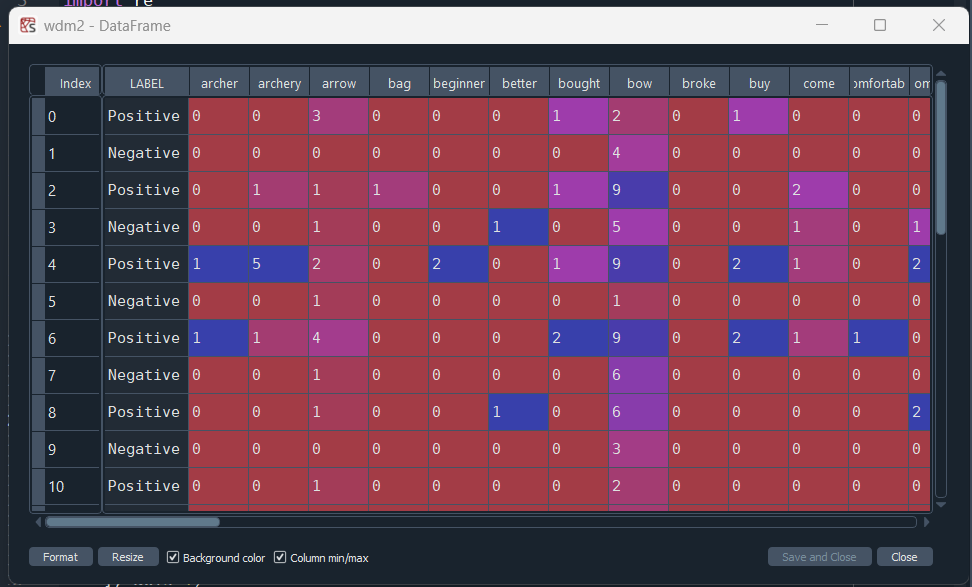 import re
wdm2 - DataFrame
Index LABEL archer archery arrow bag beginner better bought bow broke buy come omfortab om
0 Positive 0 0 3 0 0 0 1 2 0 1 0 0 0
1 Negative 0 0 0 0 0 0 0 4 0 0 0 0 0
2 Positive 0 1 1 1 0 0 1 9 0 0 2 0 0
3 Negative 0 0 1 0 0 1 0 5 0 0 1 0 1
4 Positive 1 5 2 0 2 0 1 9 0 2 1 0 2
5 Negative 0 0 1 0 0 0 0 1 0 0 0 0 0
6 Positive 1 1 4 0 0 0 2 9 0 2 1 1 0
7 Negative 0 0 1 0 0 0 0 6 0 0 0 0 0
8 Positive 0 0 1 0 0 1 0 6 0 0 0 0 2
9 Negative 0 0 0 0 0 0 0 3 0 0 0 0 0
10 Positive 0 0 1 0 0 0 0 2 0 0 0 0 0
Format Resize Background color Column min/max Save and Close Close